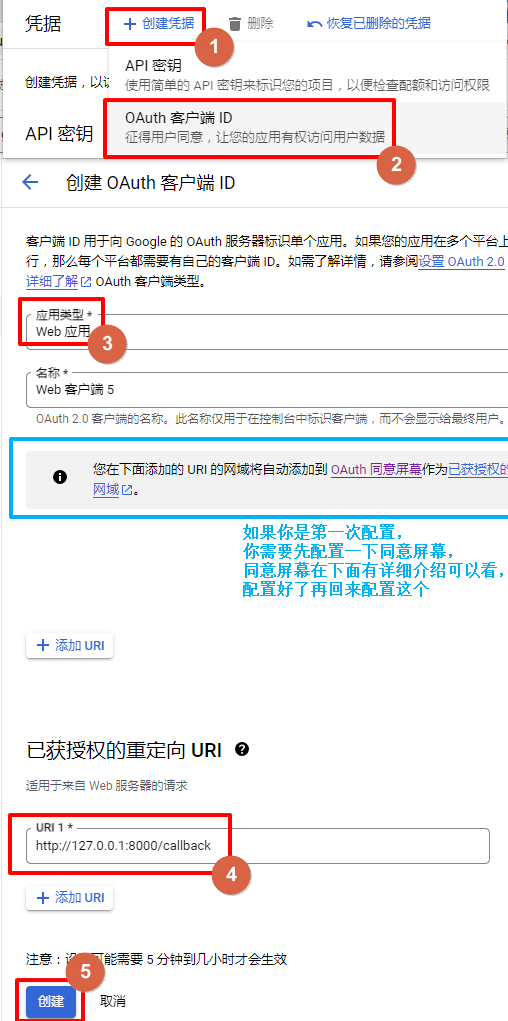 凭据
创建凭据
删除
恢复已删除的凭据
1
创建凭据，以
API 密钥
使用简单的 API 密钥来标识您的项目，以便检查配额和访问权限
API 密钥
OAuth 客户端 ID
征得用户同意，让您的应用有权访问用户数据
2
创建 OAuth 客户端 ID
客户端 ID 用于向 Google 的 OAuth 服务器标识单个应用。如果您的应用在多个平台上
行，那么每个平台都需要有自己的客户端 ID。如需了解详情，请参阅设置 OAuth 2.0
详细了解 OAuth 客户端类型。
应用类型 *
Web 应用
3
名称 *
Web 客户端 5
OAuth 2.0 客户端的名称。此名称仅用于在控制台中标识客户端，而不会显示给最终用户。
您在下面添加的 URI 的网域将自动添加到 OAuth 同意屏幕作为已获授权的
网域。
如果你是第一次配置，
你需要先配置一下同意屏幕，
同意屏幕在下面有详细介绍可以看，
配置好了再回来配置这个
添加 URI
已获授权的重定向 URI
适用于来自 Web 服务器的请求
URI 1 *
http://127.0.0.1:8000/callback
4
添加 URI
注意：设 可能需要 5 分钟到几小时才会生效
5
创建
取消